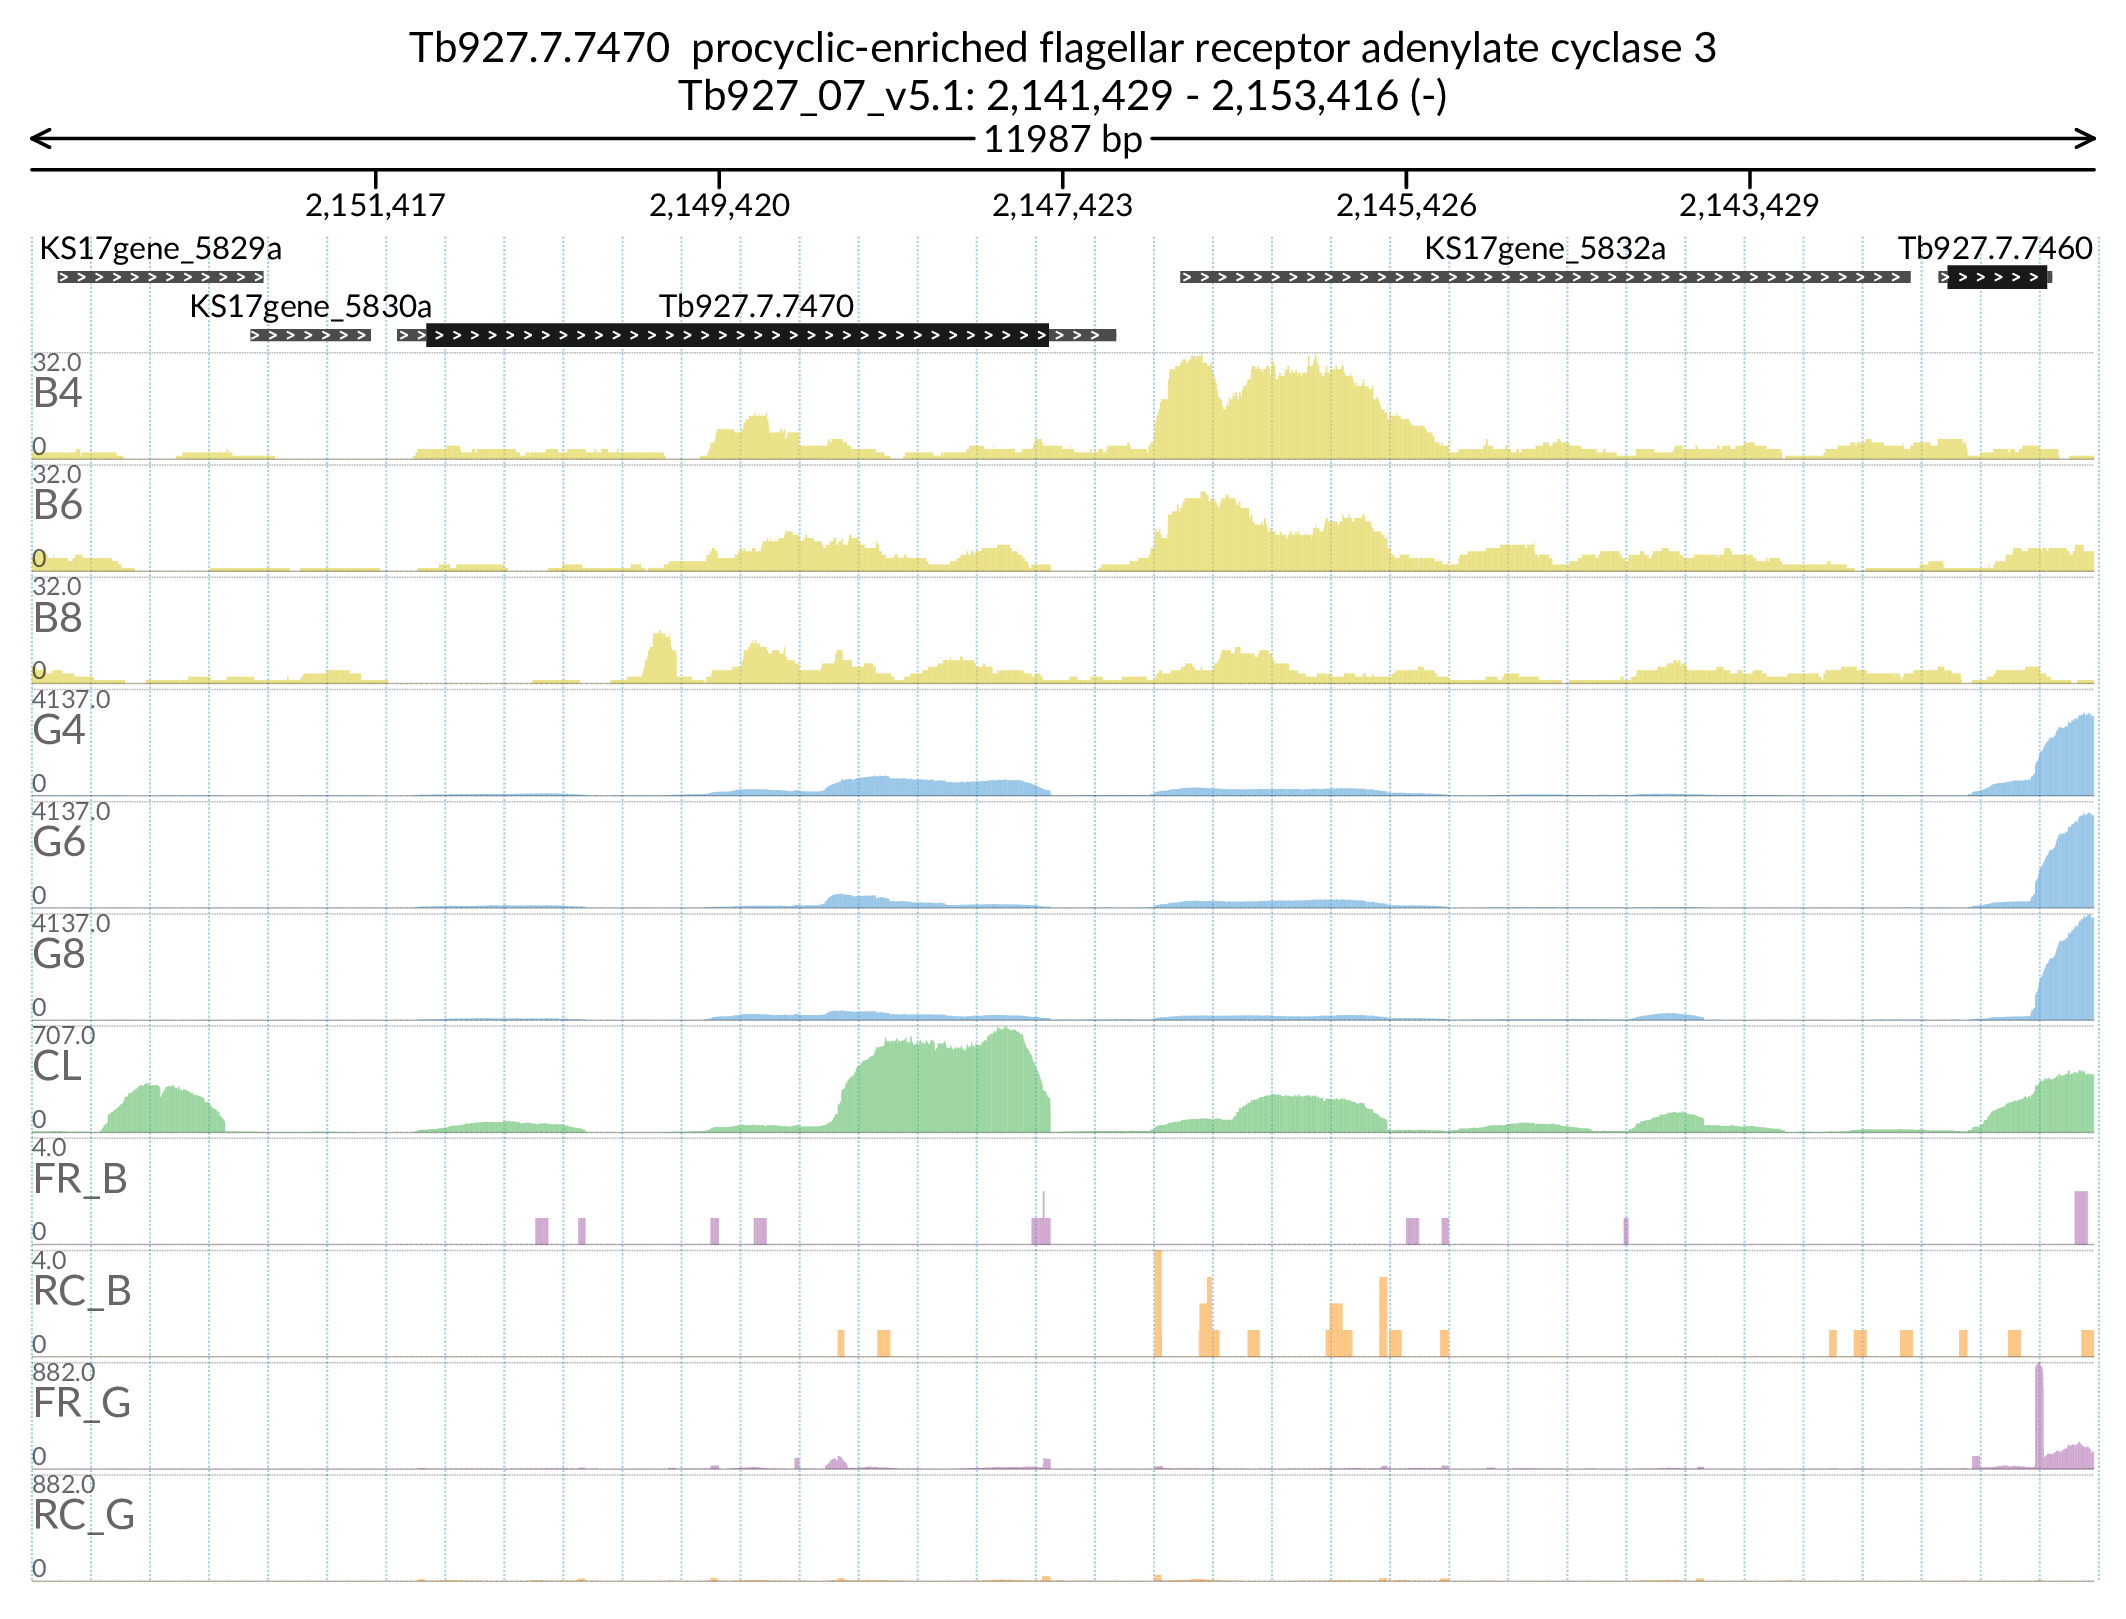 Tb927.7.7470  procyclic-enriched flagellar receptor adenylate cyclase 3
Tb927_07_v5.1: 2,141,429 - 2,153,416 (-)
11987 bp
2,151,417 2,149,420 2,147,423 2,145,426 2,143,429
KS17gene_5829a KS17gene_5832a Tb927.7.7460
KS17gene_5830a Tb927.7.7470
32.0
B4
0
32.0
B6
0
32.0
B8
0
4137.0
G4
0
4137.0
G6
0
4137.0
G8
0
707.0
CL
0
4.0
FR_B
0
4.0
RC_B
0
882.0
FR_G
0
882.0
RC_G
0